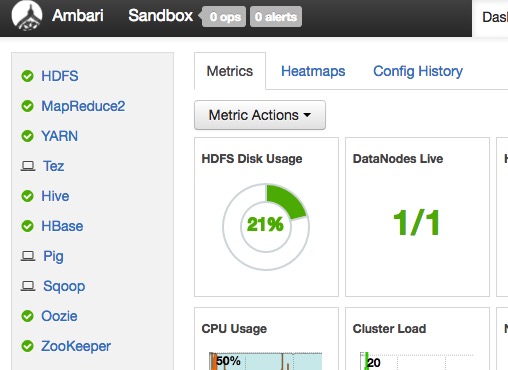 Ambari Sandbox 0 ops 0 alerts Das
HDFS
MapReduce2
YARN
Tez
Hive
HBase
Pig
Sqoop
Oozie
ZooKeeper
Metrics Heatmaps Config History
Metric Actions
HDFS Disk Usage
21%
DataNodes Live
1/1
CPU Usage
50%
Cluster Load
20